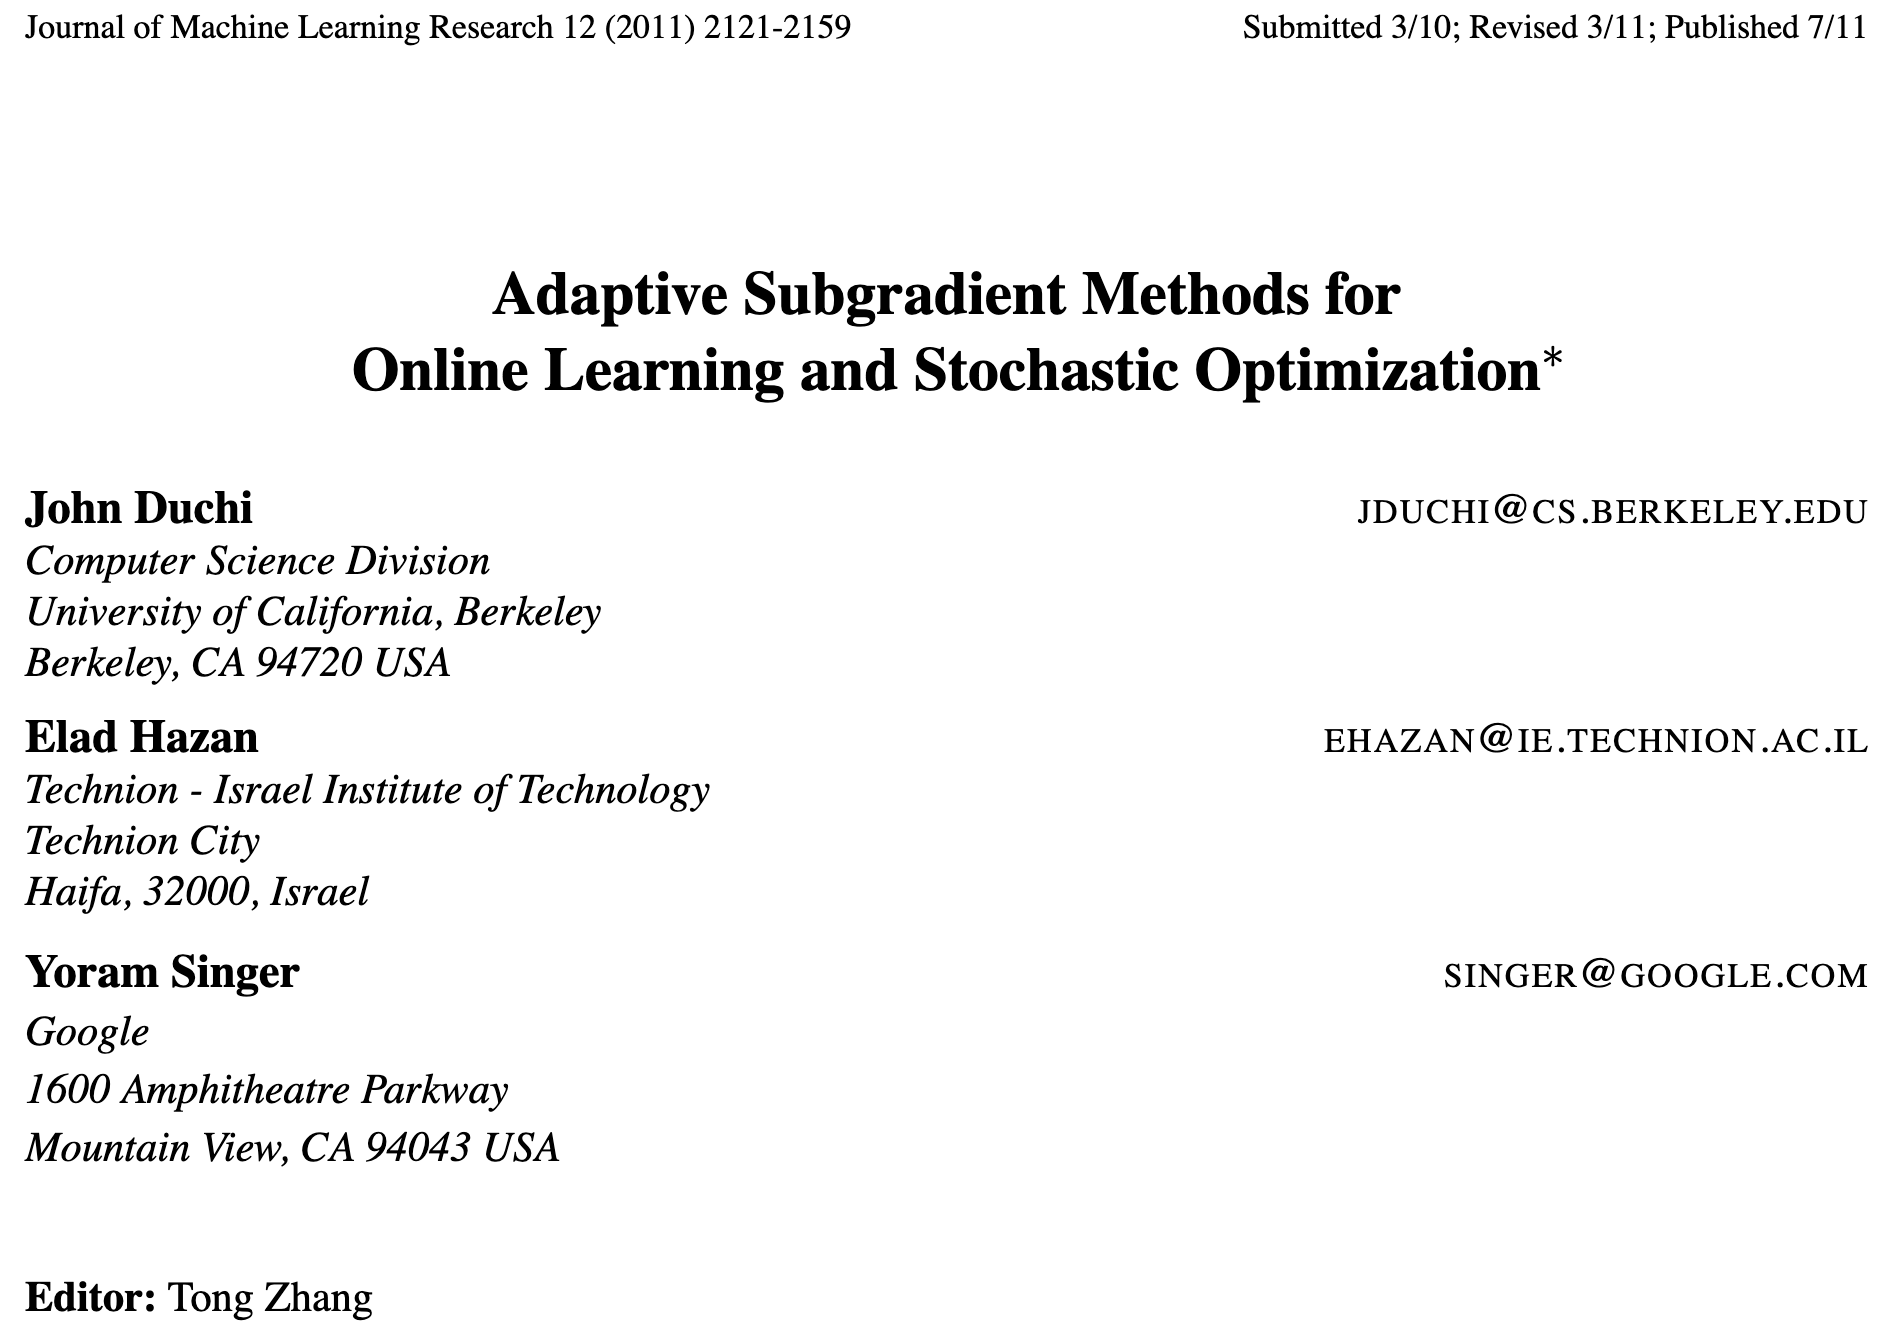 Journal of Machine Learning Research 12 (2011) 2121-2159 Submitted 3/10; Revised 3/11; Published 7/11
Adaptive Subgradient Methods for
Online Learning and Stochastic Optimization*
John Duchi JDUCHI@CS.BERKELEY.EDU
Computer Science Division
University of California, Berkeley
Berkeley, CA 94720 USA
Elad Hazan EHAZAN@IE.TECHNION.AC.IL
Technion - Israel Institute of Technology
Technion City
Haifa, 32000, Israel
Yoram Singer SINGER@GOOGLE.COM
Google
1600 Amphitheatre Parkway
Mountain View, CA 94043 USA
Editor: Tong Zhang